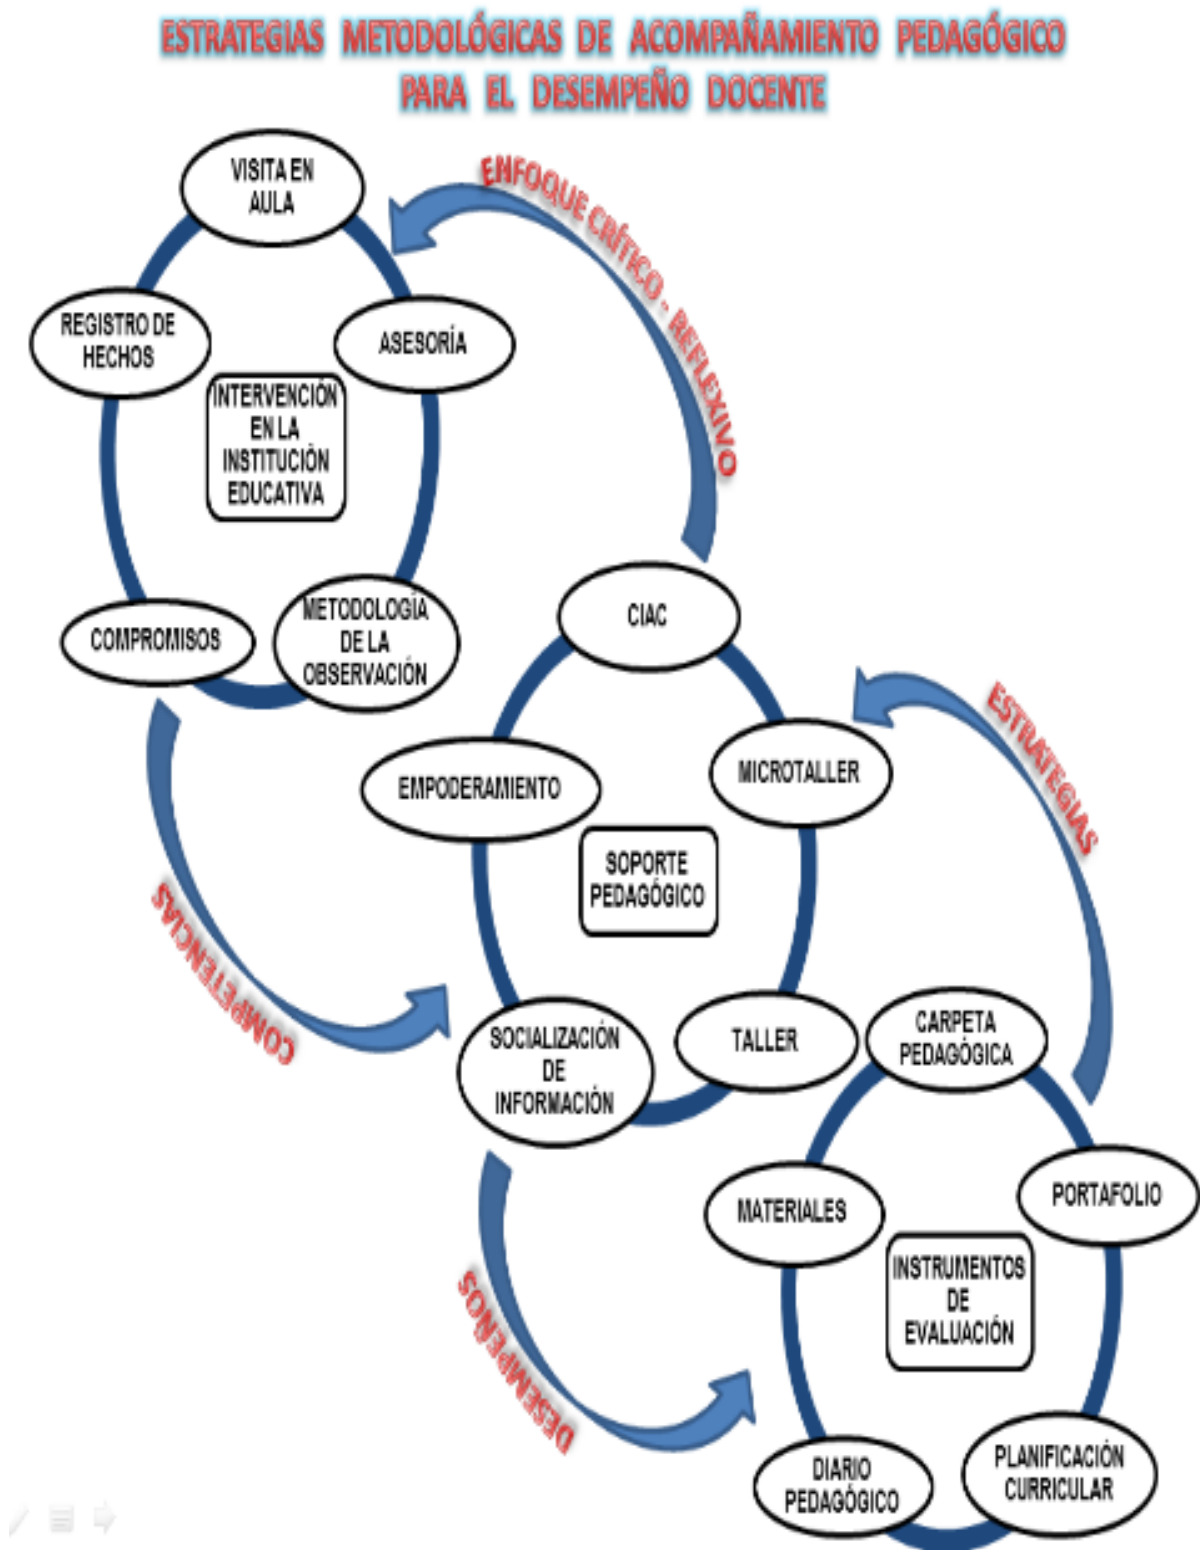 ESTRATEGIAS METODOLÓGICAS DE ACOMPAÑAMIENTO PEDAGÓGICO
PARA EL DESEMPEÑO DOCENTE
VISITA EN
AULA
REGISTRO DE
HECHOS
ASESORÍA
INTERVENCIÓN
EN LA
INSTITUCIÓN
EDUCATIVA
COMPROMISOS
METODOLOGÍA
DE LA
OBSERVACIÓN
ENFOQUE CRÍTICO - REFLEXIVO
CIAC
EMPODERAMIENTO
MICROTALLER
SOPORTE
PEDAGÓGICO
SOCIALIZACIÓN
DE
INFORMACIÓN
TALLER
COMPETENCIAS
ESTRATEGIAS
CARPETA
PEDAGÓGICA
MATERIALES
PORTAFOLIO
INSTRUMENTOS
DE
EVALUACIÓN
DIARIO
PEDAGÓGICO
PLANIFICACIÓN
CURRICULAR
DESEMPEÑOS